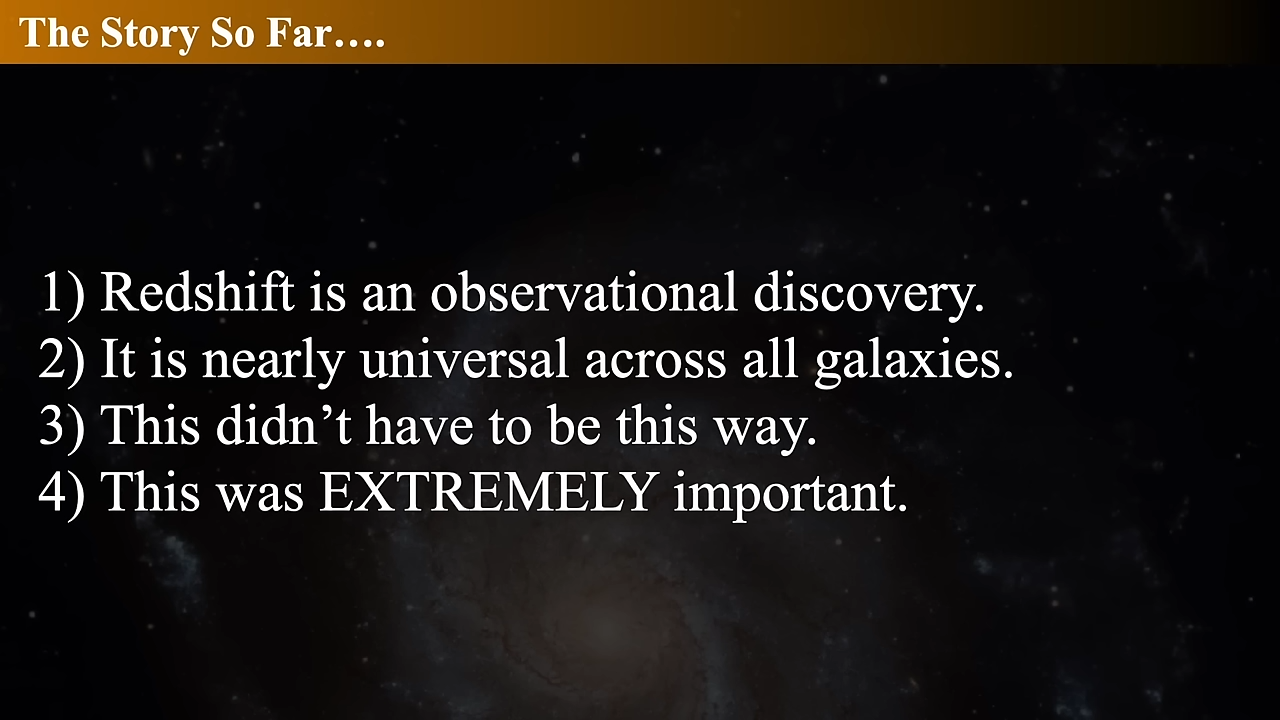 The Story So Far….
1) Redshift is an observational discovery.
2) It is nearly universal across all galaxies.
3) This didn’t have to be this way.
4) This was EXTREMELY important.